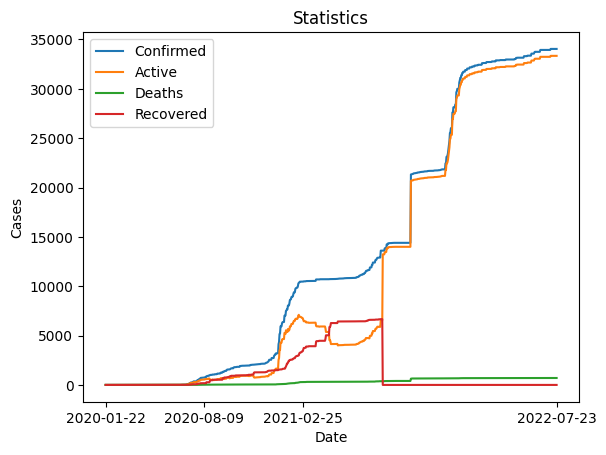 Statistics
Confirmed
Active
Deaths
Recovered
35000
30000
25000
20000
15000
10000
5000
0
Cases
2020-01-22 2020-08-09 2021-02-25 2022-07-23
Date